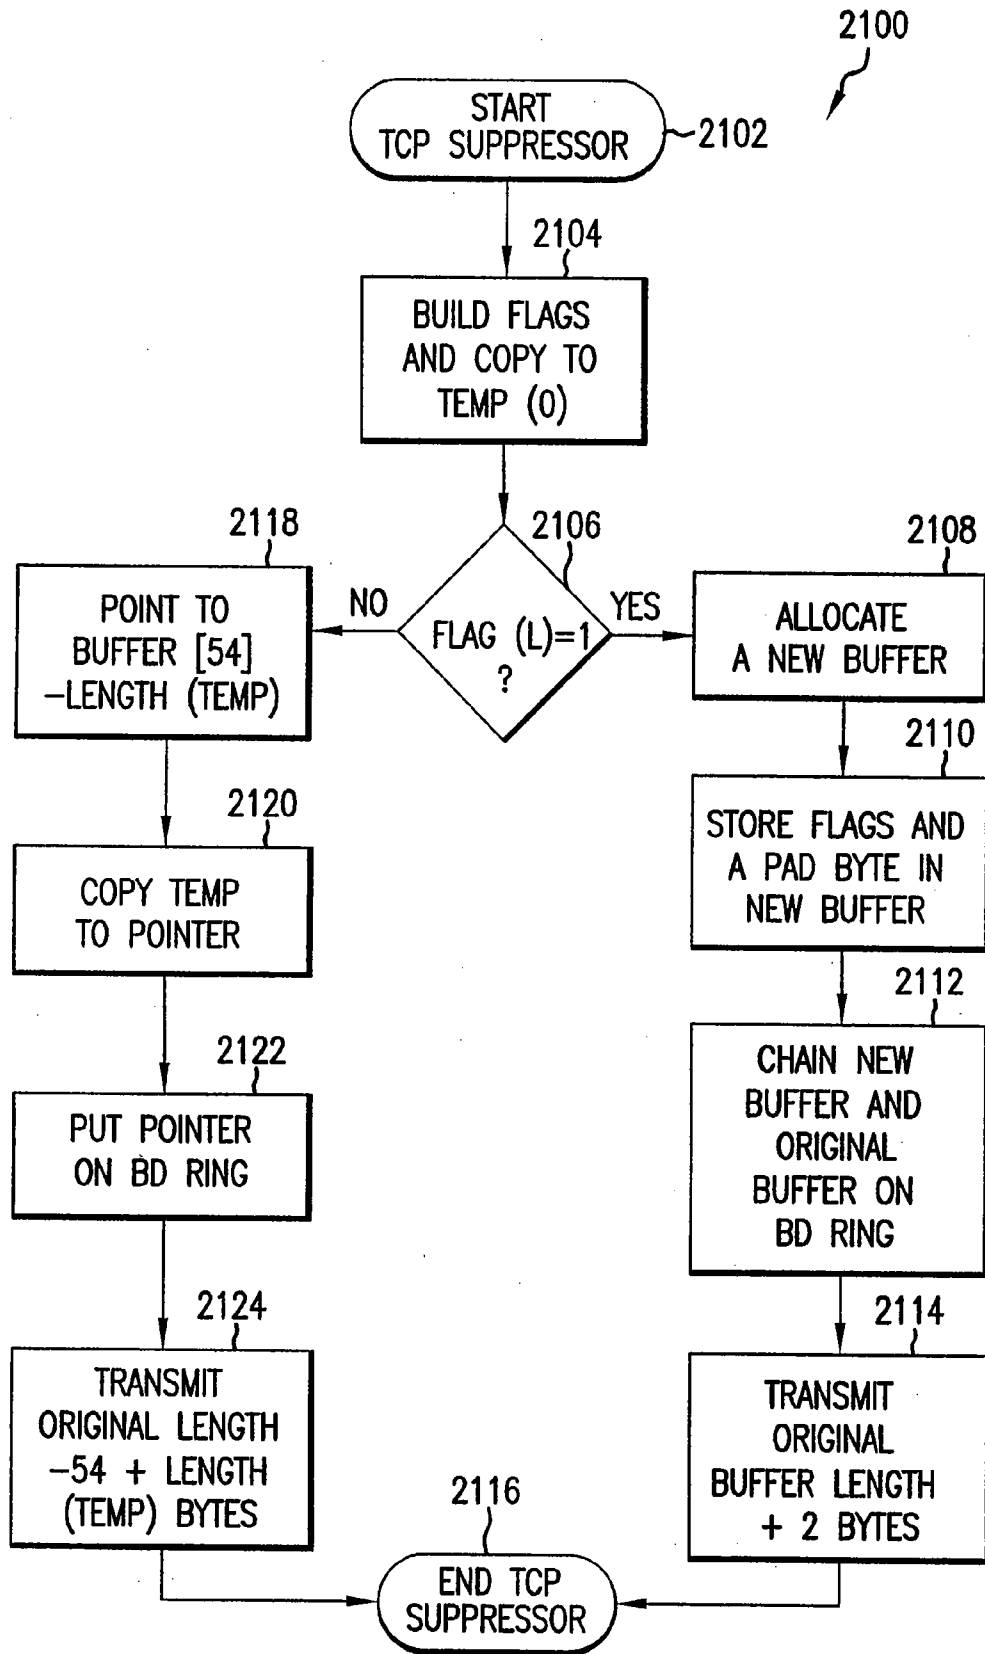 2100
START
TCP SUPPRESSOR
2102
2104
BUILD FLAGS
AND COPY TO
TEMP (0)
2106
FLAG (L)=1
?
NO
YES
2118
POINT TO
BUFFER [54]
-LENGTH (TEMP)
2120
COPY TEMP
TO POINTER
2122
PUT POINTER
ON BD RING
2124
TRANSMIT
ORIGINAL LENGTH
-54 + LENGTH
(TEMP) BYTES
2108
ALLOCATE
A NEW BUFFER
2110
STORE FLAGS AND
A PAD BYTE IN
NEW BUFFER
2112
CHAIN NEW
BUFFER AND
ORIGINAL
BUFFER ON
BD RING
2114
TRANSMIT
ORIGINAL
BUFFER LENGTH
+ 2 BYTES
2116
END TCP
SUPPRESSOR